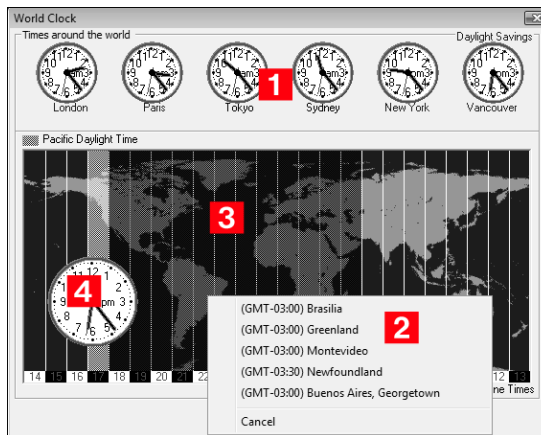 World Clock
Times around the world
Daylight Savings
1
London
Paris
Tokyo
Sydney
New York
Vancouver
Pacific Daylight Time
3
4
pm
2
(GMT-03:00) Brasilia
(GMT-03:00) Greenland
(GMT-03:00) Montevideo
(GMT-03:30) Newfoundland
(GMT-03:00) Buenos Aires, Georgetown
Cancel
14 15 16 17 18 19 20 21 22
12 13
ne Times